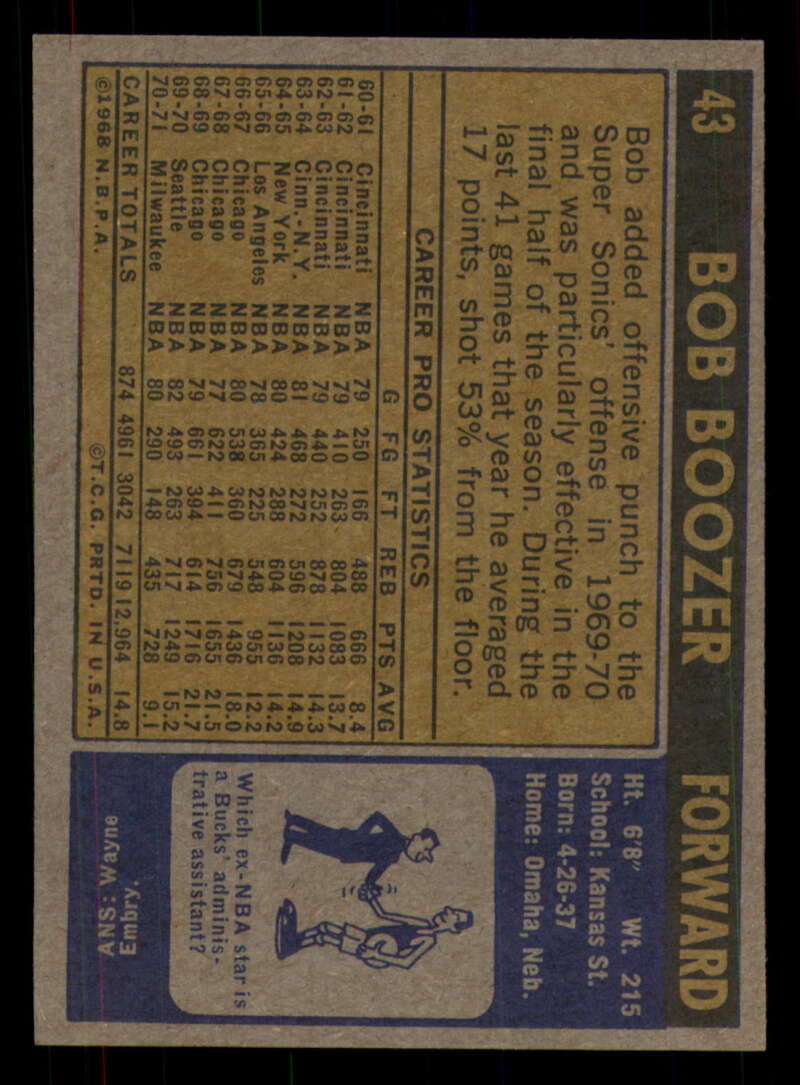 43 BOB BOOZER FORWARD
Bob added offensive punch to the
Super Sonics' offense in 1969-70
and was particularly effective in the
final half of the season. During the
last 41 games that year he averaged
17 points, shot 53% from the floor.
CAREER PRO STATISTICS
G FG FT REB PTS AVG
60-61 Cincinnati NBA 79 250 166 488 666 8.4
61-62 Cincinnati NBA 79 410 263 804 1083 13.7
62-63 Cincinnati NBA 79 440 252 878 1132 14.3
63-64 Cinn.-N.Y. NBA 81 468 272 596 1208 14.9
64-65 New York NBA 80 424 288 604 1136 14.2
65-66 Los Angeles NBA 78 365 225 548 955 12.2
66-67 Chicago NBA 80 538 360 679 1436 18.0
67-68 Chicago NBA 77 622 411 756 1655 21.5
68-69 Chicago NBA 79 661 394 614 1716 21.7
69-70 Seattle NBA 82 493 263 717 1249 15.2
70-71 Milwaukee NBA 80 290 148 435 728 9.1
CAREER TOTALS 874 4961 3042 7119 12,964 14.8
©1968 N.B.P.A. ©T.C.G. PRTD. IN U.S.A.
Ht. 6'8" Wt. 215
School: Kansas St.
Born: 4-26-37
Home: Omaha, Neb.
Which ex-NBA star is
a Bucks' adminis-
trative assistant?
ANS: Wayne
Embry.